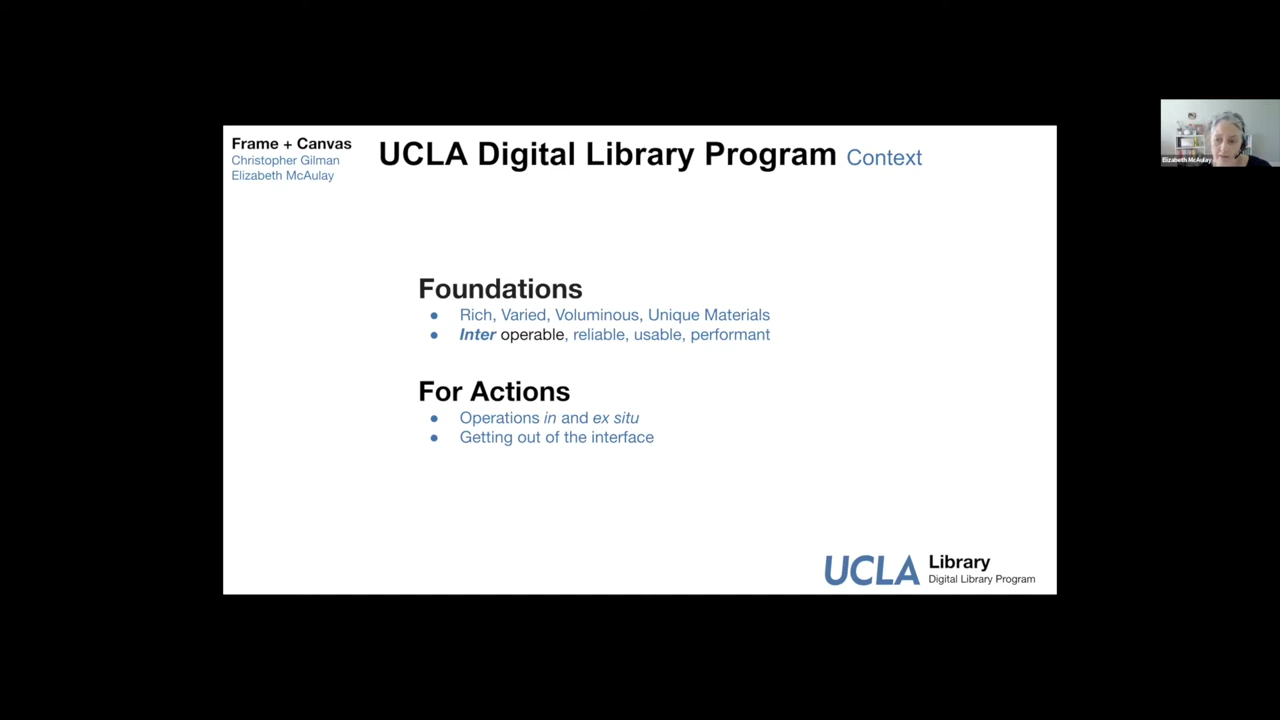 Frame + Canvas
Christopher Gilman
Elizabeth McAulay
UCLA Digital Library Program Context
Foundations
● Rich, Varied, Voluminous, Unique Materials
● Inter operable, reliable, usable, performant
For Actions
● Operations in and ex situ
● Getting out of the interface
UCLA Library
Digital Library Program
Elizabeth McAulay